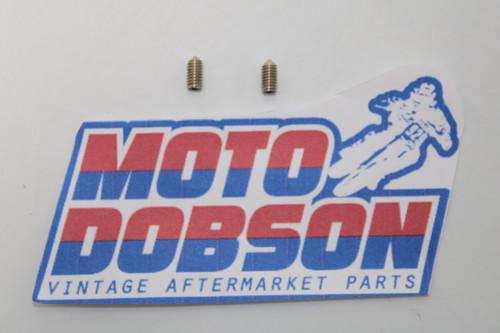 MOTO
DOBSON
VINTAGE AFTERMARKET PARTS